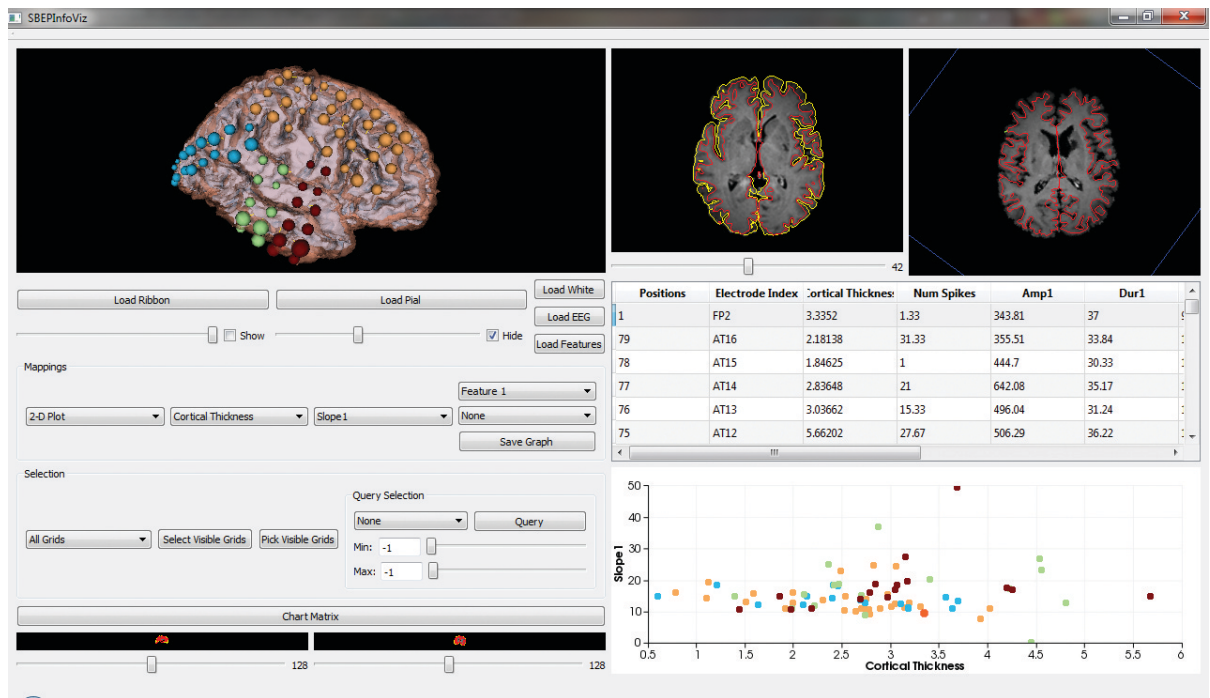 SBEPInfoViz
42
Load Ribbon
Load Pial
Load White
Load EEG
Show
Hide
Load Features
Mappings
Feature 1
2-D Plot
Cortical Thickness
Slope1
None
Save Graph
Selection
Query Selection
None
Query
All Grids
Select Visible Grids
Pick Visible Grids
Min: -1
Max: -1
Chart Matrix
128
128
Positions Electrode Index Cortical Thickness Num Spikes Amp1 Dur1
1 FP2 3.3352 1.33 343.81 37
79 AT16 2.18138 31.33 355.51 33.84
78 AT15 1.84625 1 444.7 30.33
77 AT14 2.83648 21 642.08 35.17
76 AT13 3.03662 15.33 496.04 31.24
75 AT12 5.66202 27.67 506.29 36.22
50
40
30
20
10
0
Slope1
0.5 1 1.5 2 2.5 3 3.5 4 4.5 5 5.5 6
Cortical Thickness